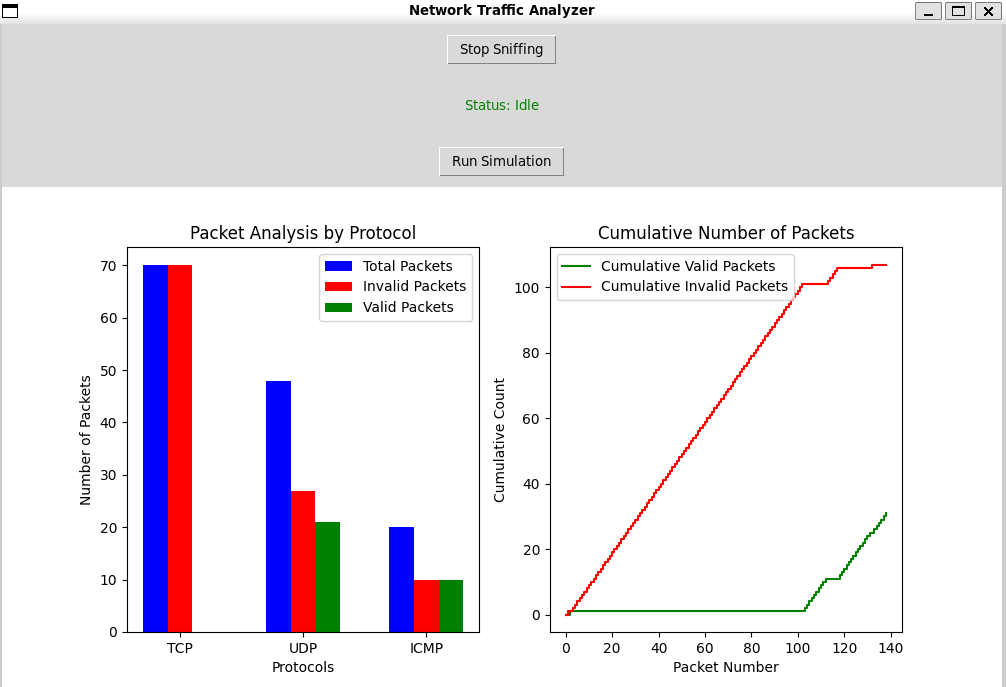 Network Traffic Analyzer
Stop Sniffing
Status: Idle
Run Simulation
Packet Analysis by Protocol
Total Packets
Invalid Packets
Valid Packets
Number of Packets
70
60
50
40
30
20
10
0
TCP UDP ICMP
Protocols
Cumulative Number of Packets
Cumulative Valid Packets
Cumulative Invalid Packets
Cumulative Count
100
80
60
40
20
0
0 20 40 60 80 100 120 140
Packet Number